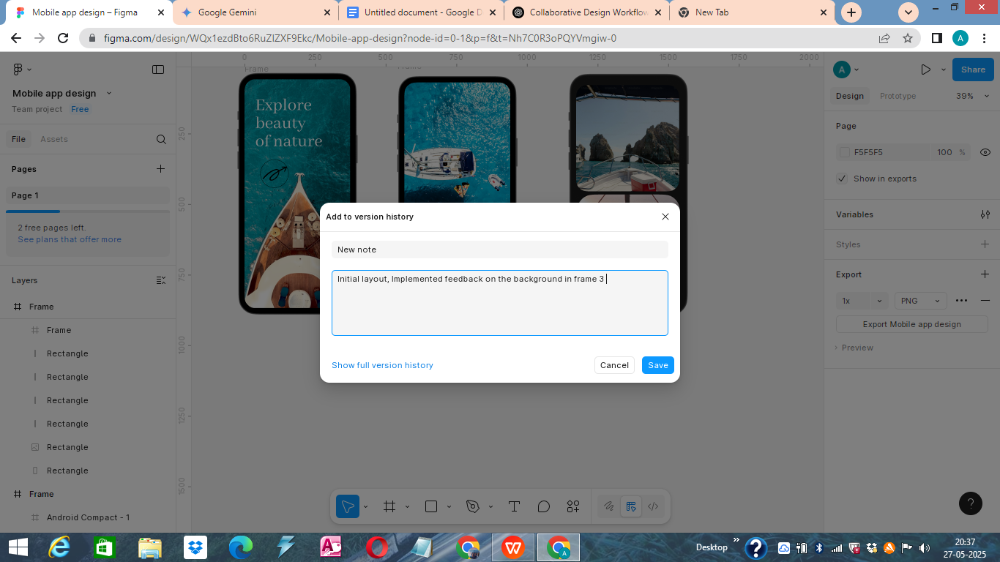 Mobile app design – Figma
Google Gemini
Untitled document - Google D
Collaborative Design Workflow
New Tab
figma.com/design/WQx1ezdBto6RuZlZXF9Ekc/Mobile-app-design?node-id=0-1&p=f&t=Nh7C0R3oPQYVmgiw-0
A
0 250 500 750 1000 1250 1500 1750 2000
Mobile app design
Team project Free
File Assets
Pages
Page 1
2 free pages left.
See plans that offer more
Layers
Frame
Frame
Rectangle
Rectangle
Rectangle
Rectangle
Rectangle
Rectangle
Frame
Android Compact - 1
250
500
750
1000
1250
1500
Frame
Frame
Explore
beauty
of nature
Add to version history
New note
Initial layout, Implemented feedback on the background in frame 3
Show full version history
Cancel
Save
A
Share
Design Prototype 39%
Page
F5F5F5 100 %
Show in exports
Variables
Styles
Export
1x PNG
Export Mobile app design
Preview
?
Desktop
20:37
27-05-2025